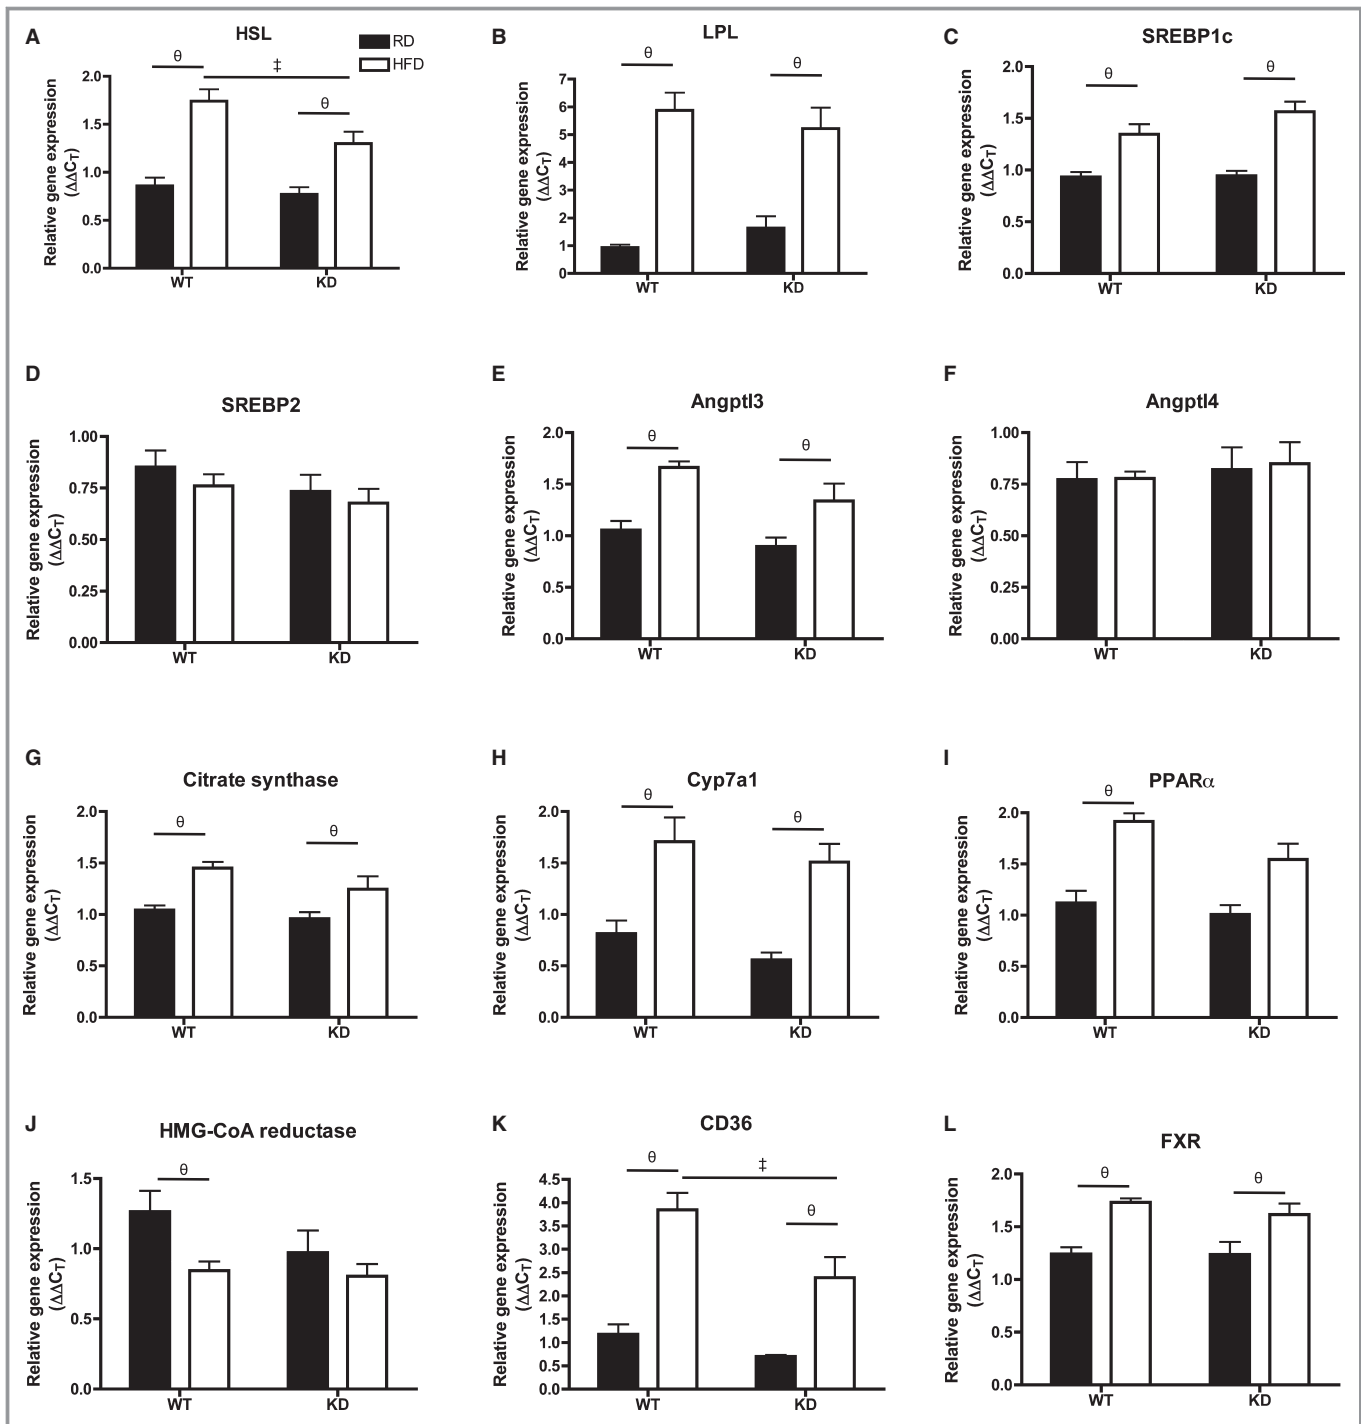 A
HSL
RD
HFD
θ
‡
θ
2.0
1.5
1.0
0.5
0.0
Relative gene expression
(ΔΔCT)
WT
KD
B
LPL
θ
θ
7
6
5
4
3
2
1
0
Relative gene expression
(ΔΔCT)
WT
KD
C
SREBP1c
θ
θ
2.0
1.5
1.0
0.5
0.0
Relative gene expression
(ΔΔCT)
WT
KD
D
SREBP2
1.00
0.75
0.50
0.25
0.00
Relative gene expression
(ΔΔCT)
WT
KD
E
Angptl3
θ
θ
2.0
1.5
1.0
0.5
0.0
Relative gene expression
(ΔΔCT)
WT
KD
F
Angptl4
1.00
0.75
0.50
0.25
0.00
Relative gene expression
(ΔΔCT)
WT
KD
G
Citrate synthase
θ
θ
2.0
1.5
1.0
0.5
0.0
Relative gene expression
(ΔΔCT)
WT
KD
H
Cyp7a1
θ
θ
2.0
1.5
1.0
0.5
0.0
Relative gene expression
(ΔΔCT)
WT
KD
I
PPARα
θ
2.0
1.5
1.0
0.5
0.0
Relative gene expression
(ΔΔCT)
WT
KD
J
HMG-CoA reductase
θ
1.5
1.0
0.5
0.0
Relative gene expression
(ΔΔCT)
WT
KD
K
CD36
θ
‡
θ
4.5
4.0
3.5
3.0
2.5
2.0
1.5
1.0
0.5
0.0
Relative gene expression
(ΔΔCT)
WT
KD
L
FXR
θ
θ
2.0
1.5
1.0
0.5
0.0
Relative gene expression
(ΔΔCT)
WT
KD